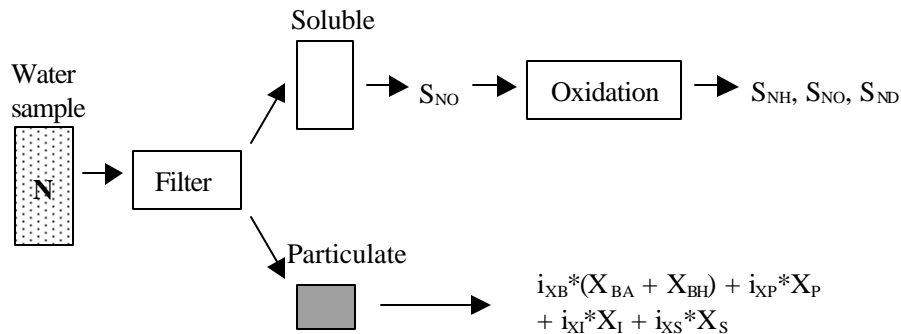 Soluble
Water
sample
N
Filter
S_NO
Oxidation
S_NH, S_NO, S_ND
Particulate
i_XB*(X_BA + X_BH) + i_XP*X_P
+ i_XI*X_I + i_XS*X_S